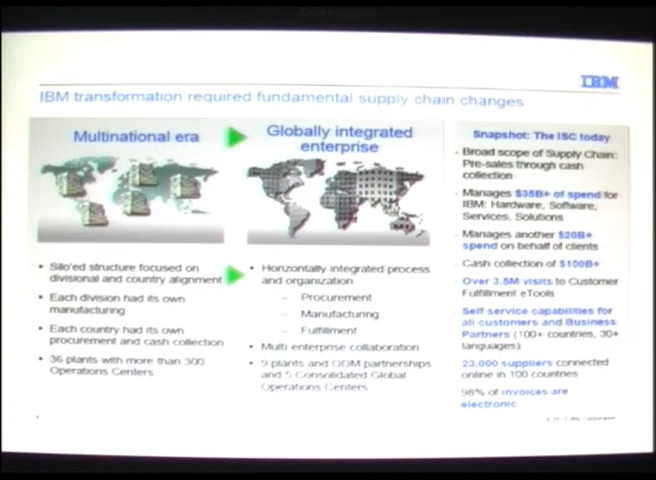 IBM
IBM transformation required fundamental supply chain changes
Multinational era
Globally integrated
enterprise
• Silo'ed structure focused on
divisional and country alignment
• Each division had its own
manufacturing
• Each country had its own
procurement and cash collection
• 36 plants with more than 300
Operations Centers
• Horizontally integrated process
and organization
– Procurement
– Manufacturing
– Fulfillment
• Multi-enterprise collaboration
• 9 plants and ODM partnerships
and 5 Consolidated Global
Operations Centers
Snapshot: The ISC today
- Broad scope of Supply Chain:
Pre-sales through cash
collection
- Manages $35B+ of spend for
IBM: Hardware, Software,
Services, Solutions
- Manages another $20B+
spend on behalf of clients
- Cash collection of $100B+
- Over 3.5M visits to Customer
Fulfillment eTools
- Self service capabilities for
all customers and Business
Partners (100+ countries, 30+
languages)
23,000 suppliers connected
online in 100 countries
98% of invoices are
electronic
IBM Corporation